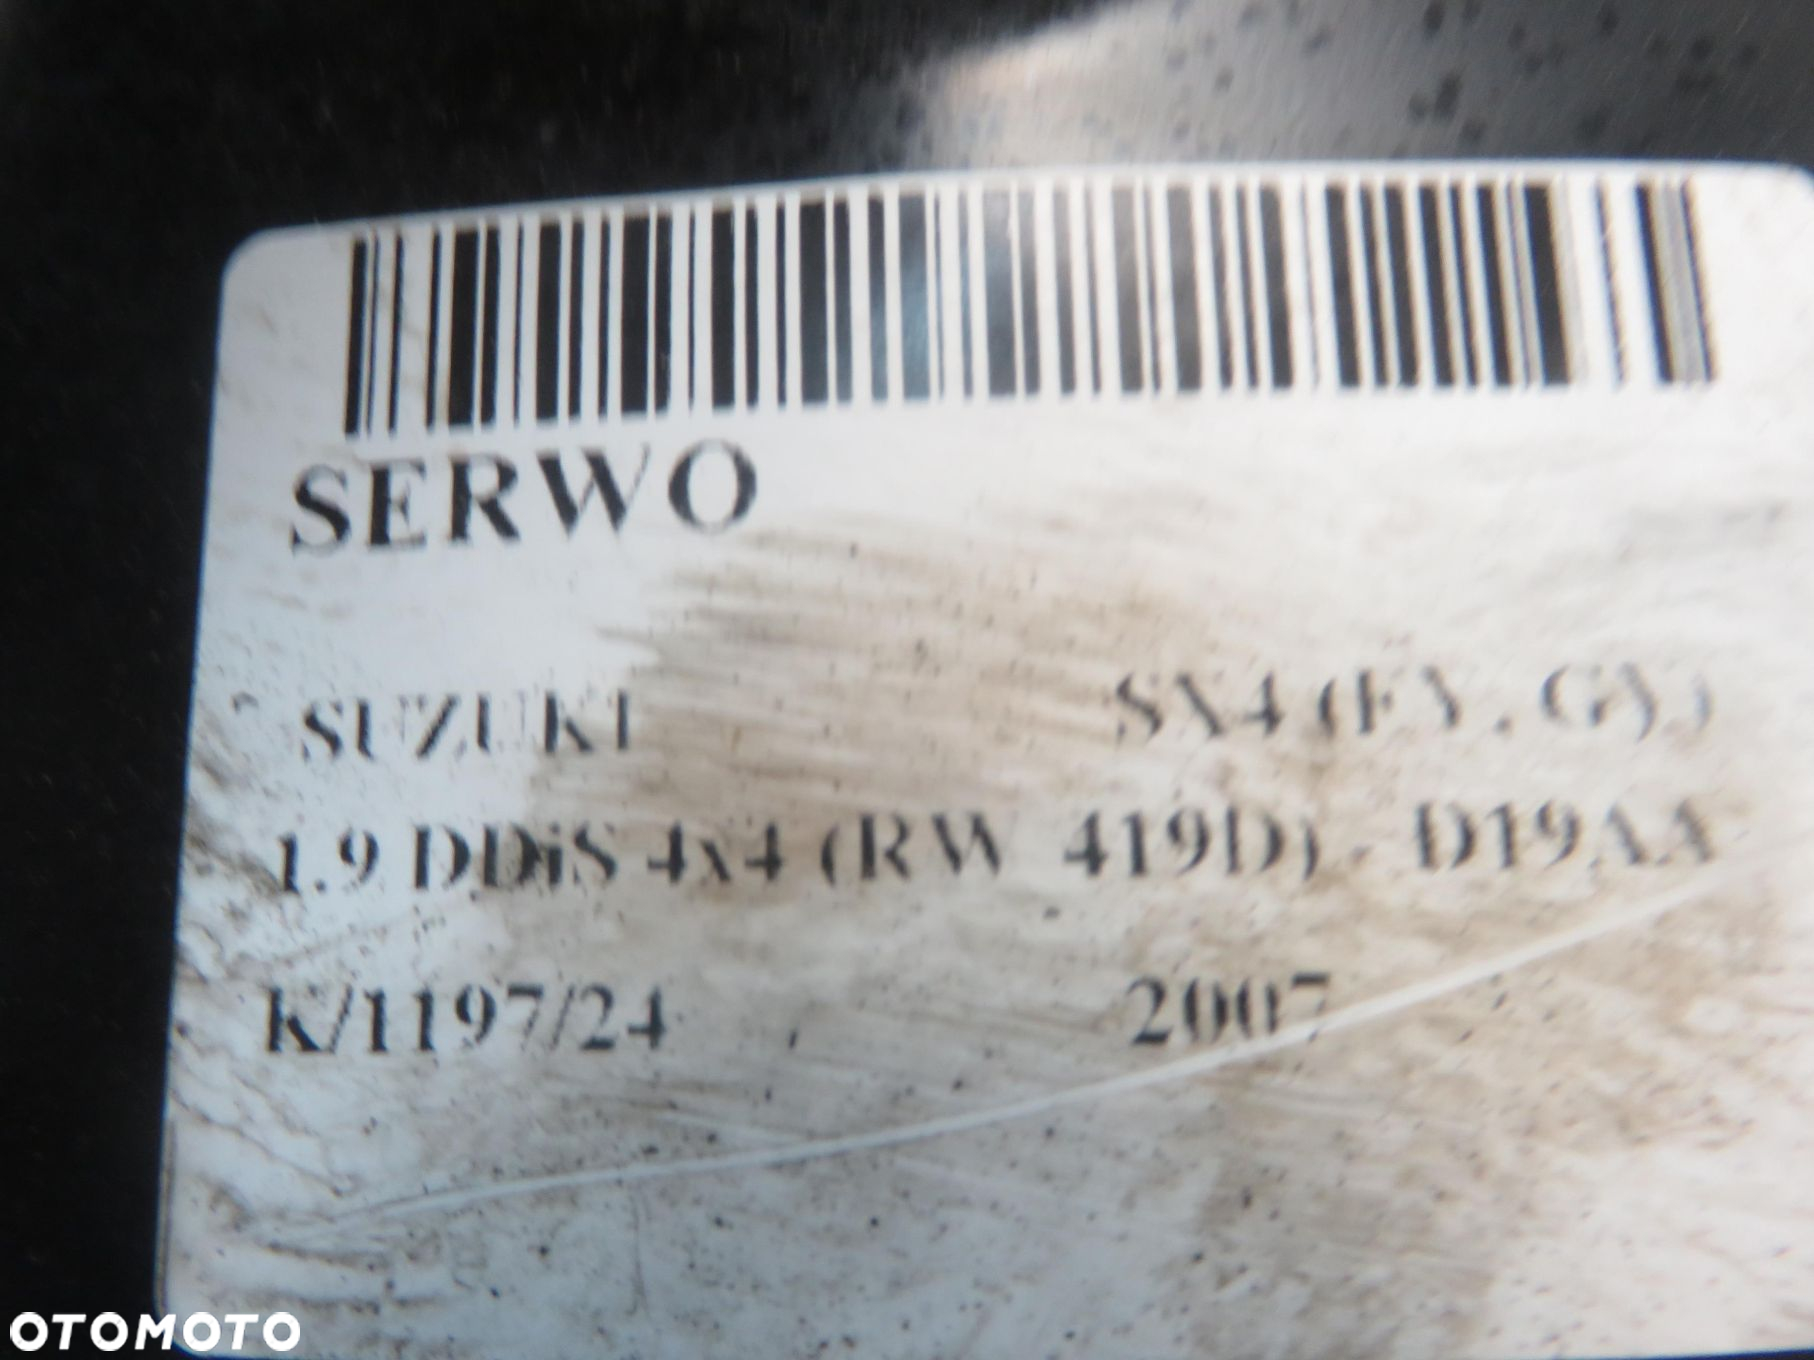 SERWO
SUZUKI SX4 (EY, GY)
1.9 DDiS 4x4 (RW 419D) - D19AA
K/1197/24 2007
OTOMOTO